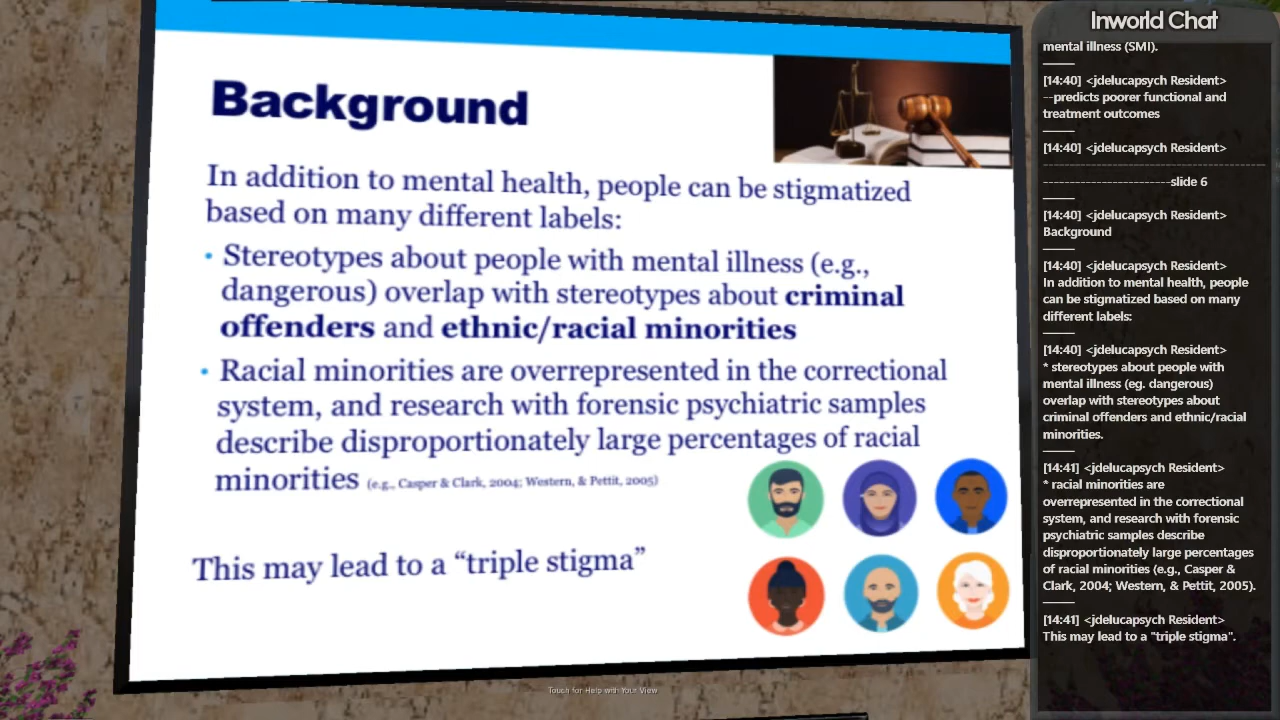 Background
In addition to mental health, people can be stigmatized
based on many different labels:
• Stereotypes about people with mental illness (e.g.,
dangerous) overlap with stereotypes about criminal
offenders and ethnic/racial minorities
• Racial minorities are overrepresented in the correctional
system, and research with forensic psychiatric samples
describe disproportionately large percentages of racial
minorities (e.g., Casper & Clark, 2004; Western, & Pettit, 2005)
This may lead to a “triple stigma”
Touch for Help with Your View
Inworld Chat
mental illness (SMI).
[14:40] <jdelucapsych Resident>
--predicts poorer functional and
treatment outcomes
[14:40] <jdelucapsych Resident>
-----------------------------------------------
---------------------------slide 6
[14:40] <jdelucapsych Resident>
Background
[14:40] <jdelucapsych Resident>
In addition to mental health, people
can be stigmatized based on many
different labels:
[14:40] <jdelucapsych Resident>
* stereotypes about people with
mental illness (eg. dangerous)
overlap with stereotypes about
criminal offenders and ethnic/racial
minorities.
[14:41] <jdelucapsych Resident>
* racial minorities are
overrepresented in the correctional
system, and research with forensic
psychiatric samples describe
disproportionately large percentages
of racial minorities (e.g., Casper &
Clark, 2004; Western, & Pettit, 2005).
[14:41] <jdelucapsych Resident>
This may lead to a "triple stigma".